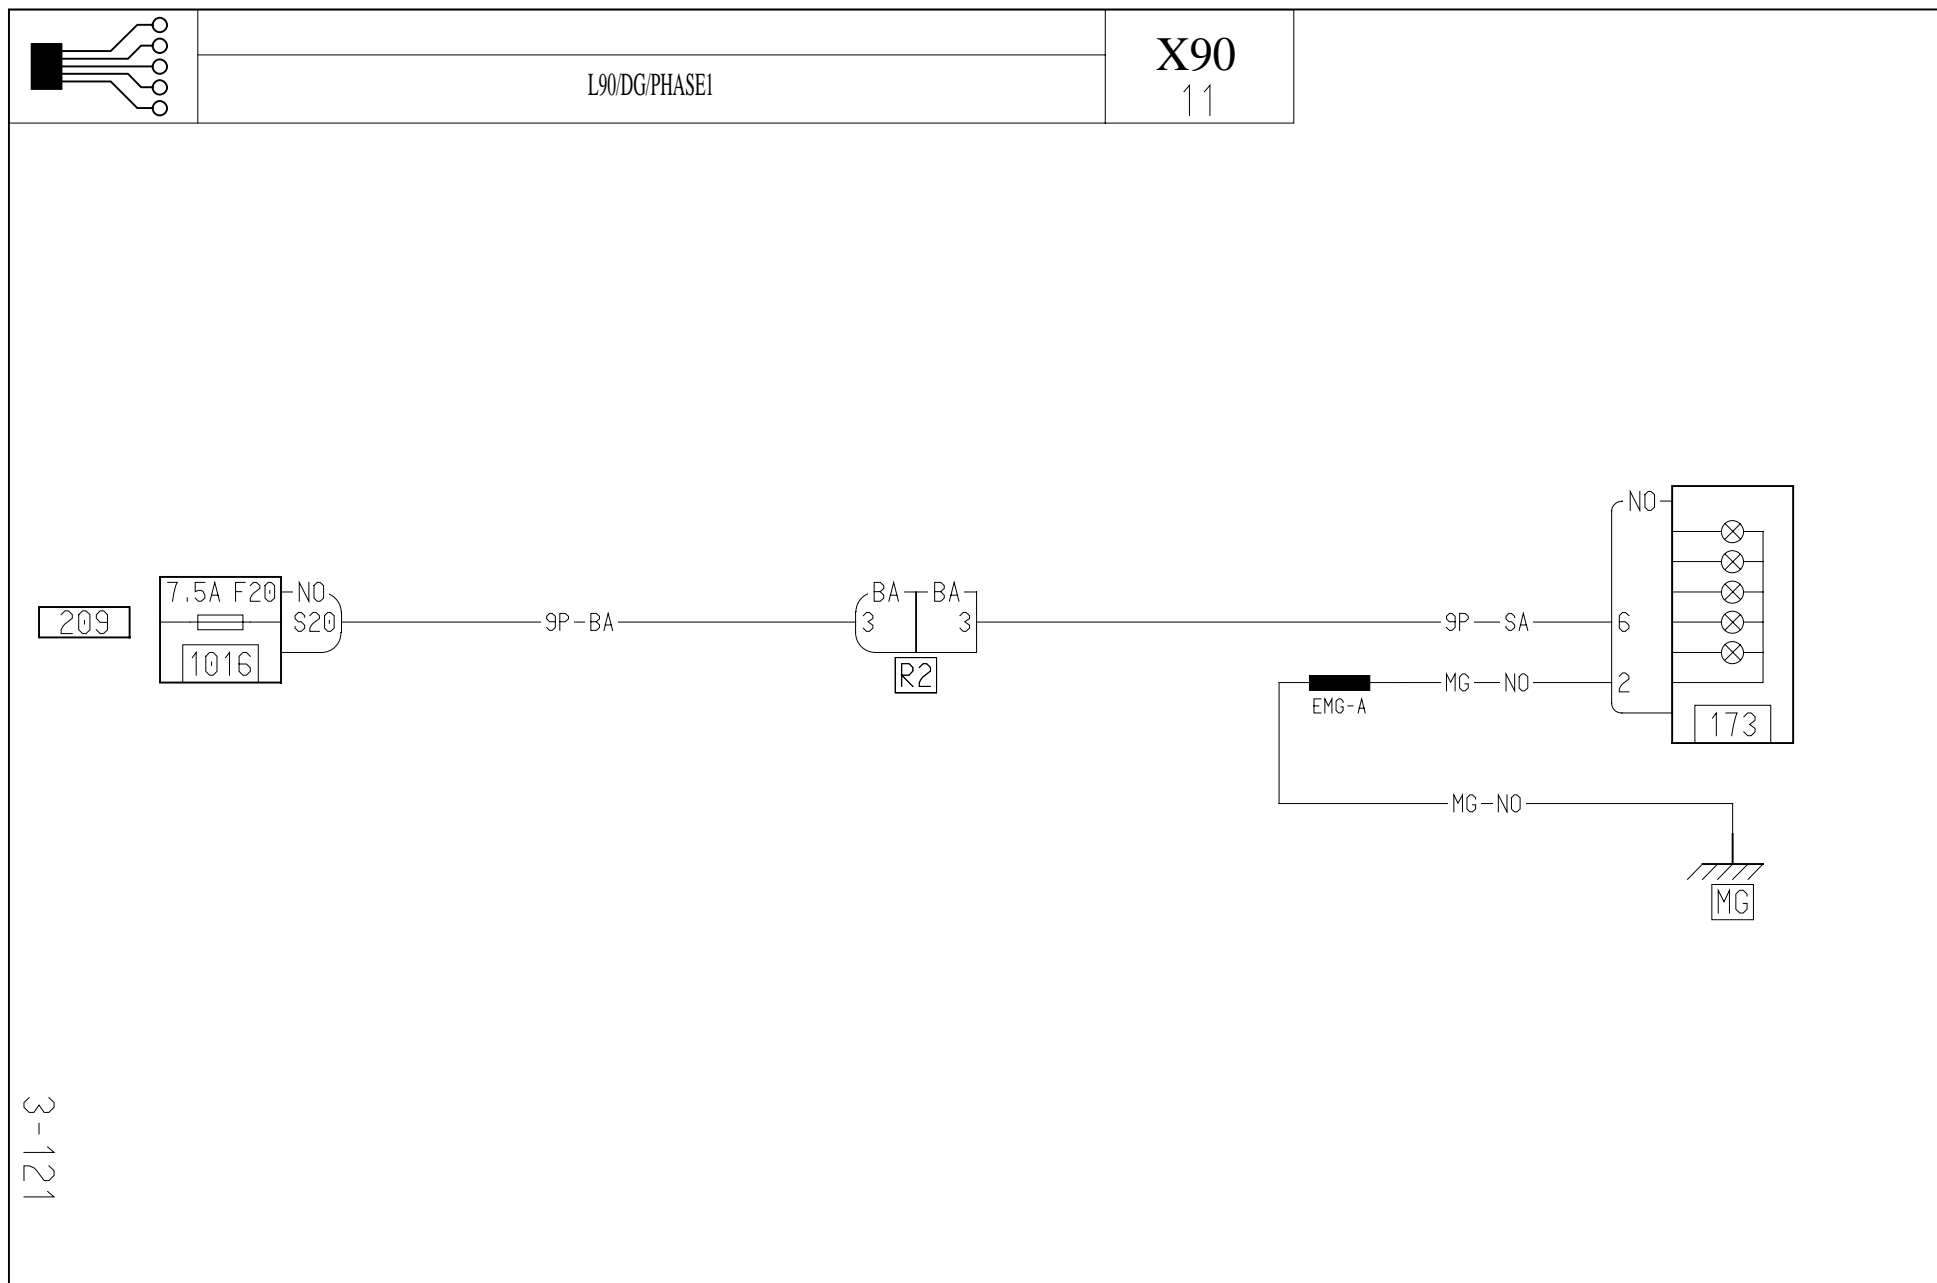 L90/DG/PHASE1
X90
11
NO
7.5A F20 NO
BA BA
209
S20
9P-BA
3 3
9P SA
6
1016
R2
MG NO
2
EMG-A
173
MG-NO
MG
3-121